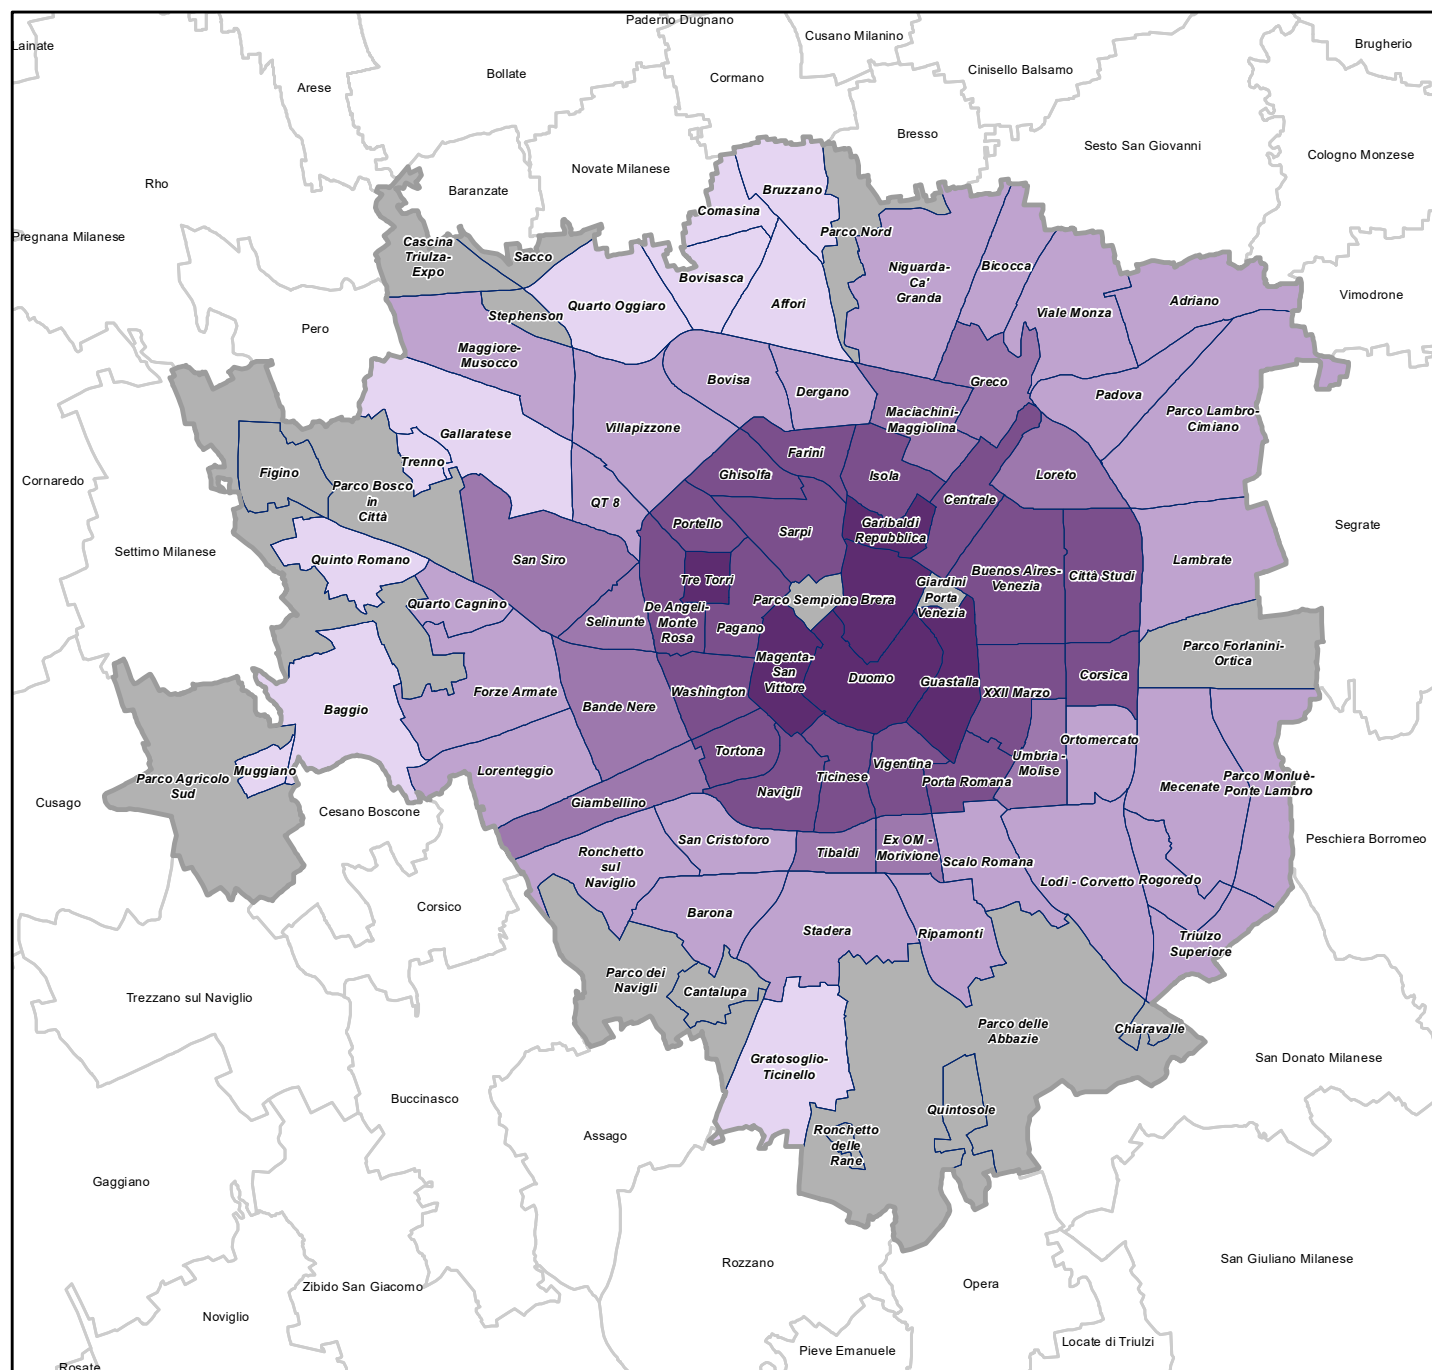 Paderno Dugnano
Cusano Milanino
Lainate
Brugherio
Bollate
Cormano
Cinisello Balsamo
Arese
Bresso
Sesto San Giovanni
Cologno Monzese
Novate Milanese
Rho
Baranzate
Bruzzano
Comasina
Parco Nord
Pregnana Milanese
Cascina
Triulza-
Expo
Sacco
Niguarda-
Ca'
Granda
Bicocca
Bovisasca
Vimodrone
Quarto Oggiaro
Affori
Adriano
Viale Monza
Stephenson
Pero
Maggiore-
Musocco
Bovisa
Dergano
Greco
Padova
Parco Lambro-
Cimiano
Maciachini-
Maggiolina
Villapizzone
Gallaratese
Farini
Trenno
Figino
Ghisolfa
Isola
Loreto
Cornaredo
Parco Bosco
in
Città
QT 8
Centrale
Portello
Sarpi
Garibaldi
Repubblica
Segrate
Settimo Milanese
Quinto Romano
San Siro
Tre Torri
Buenos Aires-
Venezia
Città Studi
Lambrate
Giardini
Porta
Venezia
Parco Sempione
Brera
Quarto Cagnino
Selinunte
De Angeli-
Monte
Rosa
Pagano
Parco Forlanini-
Ortica
Magenta-
San
Vittore
Duomo
Guastalla
XXII Marzo
Corsica
Forze Armate
Washington
Baggio
Bande Nere
Ortomercato
Tortona
Vigentina
Umbria -
Molise
Muggiano
Parco Agricolo
Sud
Lorenteggio
Ticinese
Porta Romana
Mecenate
Parco Monluè-
Ponte Lambro
Navigli
Cusago
Cesano Boscone
Giambellino
San Cristoforo
Tibaldi
Ex OM -
Morivione
Peschiera Borromeo
Ronchetto
sul
Naviglio
Scalo Romana
Lodi - Corvetto
Rogoredo
Corsico
Barona
Stadera
Ripamonti
Triulzo
Superiore
Parco dei
Navigli
Cantalupa
Trezzano sul Naviglio
Parco delle
Abbazie
Chiaravalle
San Donato Milanese
Gratosoglio-
Ticinello
Buccinasco
Quintosole
Assago
Ronchetto
delle
Rane
Gaggiano
Rozzano
San Giuliano Milanese
Zibido San Giacomo
Opera
Noviglio
Locate di Triulzi
Pieve Emanuele
Rosate